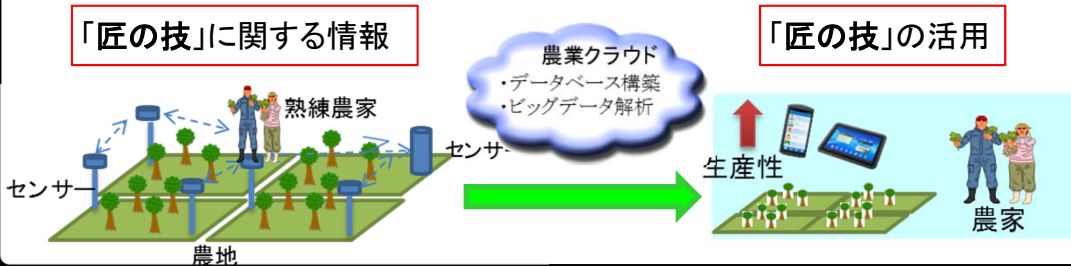 「匠の技」に関する情報
農業クラウド
・データベース構築
・ビッグデータ解析
「匠の技」の活用
熟練農家
センサー
センサ
生産性
農家
農地